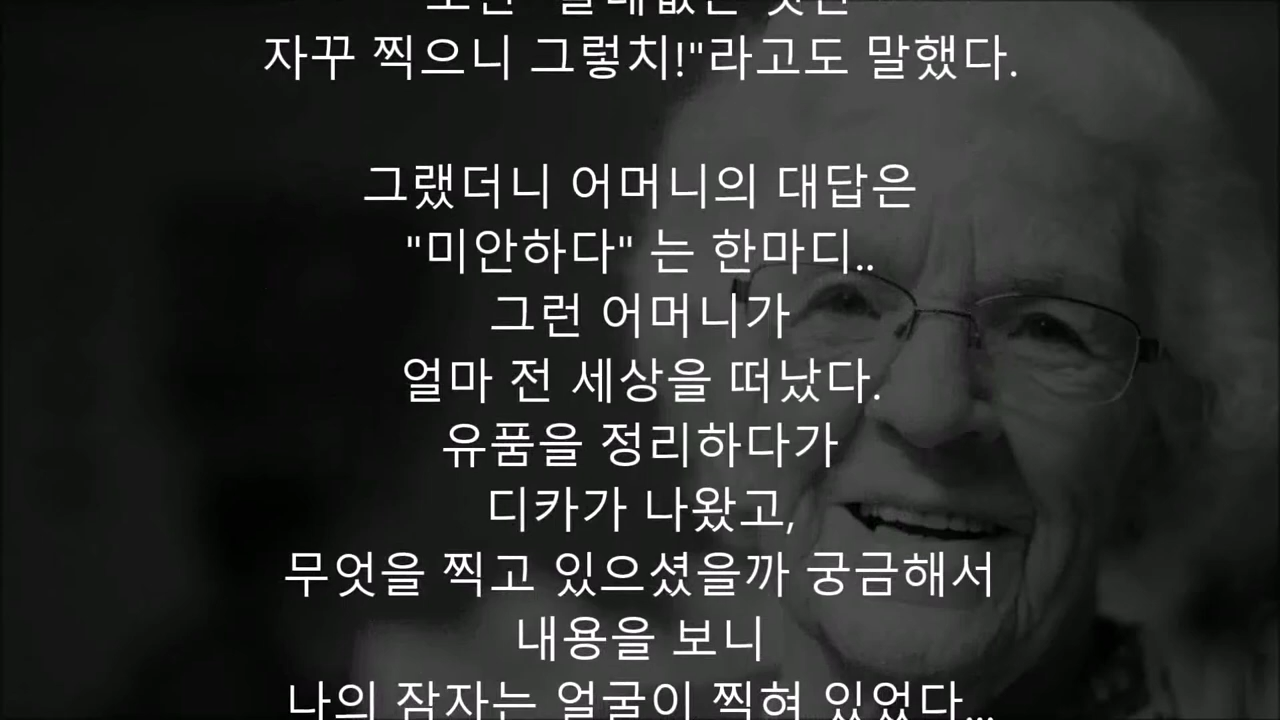 자꾸 찍으니 그렇치!"라고도 말했다.
그랬더니 어머니의 대답은
"미안하다" 는 한마디..
그런 어머니가
얼마 전 세상을 떠났다.
유품을 정리하다가
디카가 나왔고,
무엇을 찍고 있으셨을까 궁금해서
내용을 보니
나의 잠자는 얼굴이 찍혀 있었다...